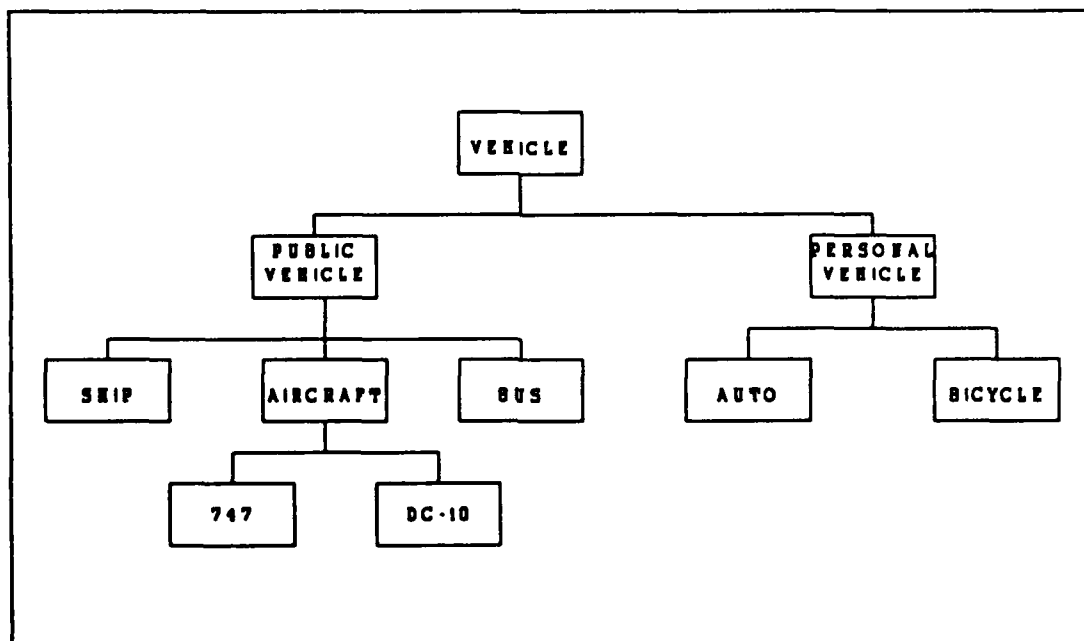 VEHICLE
PUBLIC
VEHICLE
PERSONAL
VEHICLE
SHIP
AIRCRAFT
BUS
AUTO
BICYCLE
747
DC-10